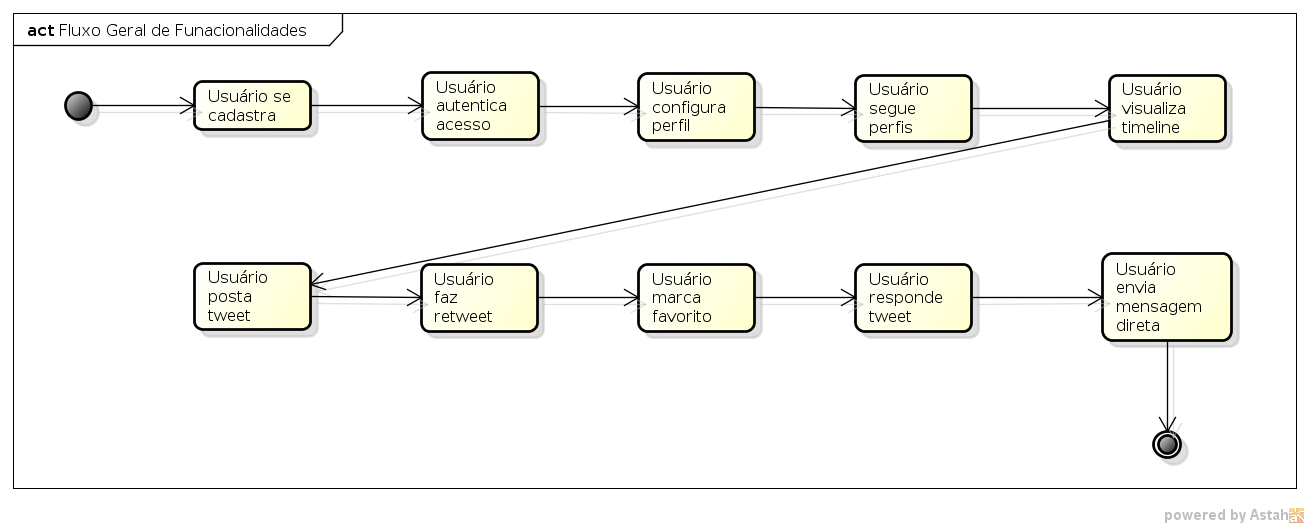 act Fluxo Geral de Funacionalidades
Usuário se
cadastra
Usuário
autentica
acesso
Usuário
configura
perfil
Usuário
segue
perfis
Usuário
visualiza
timeline
Usuário
posta
tweet
Usuário
faz
retweet
Usuário
marca
favorito
Usuário
responde
tweet
Usuário
envia
mensagem
direta
powered by Astah